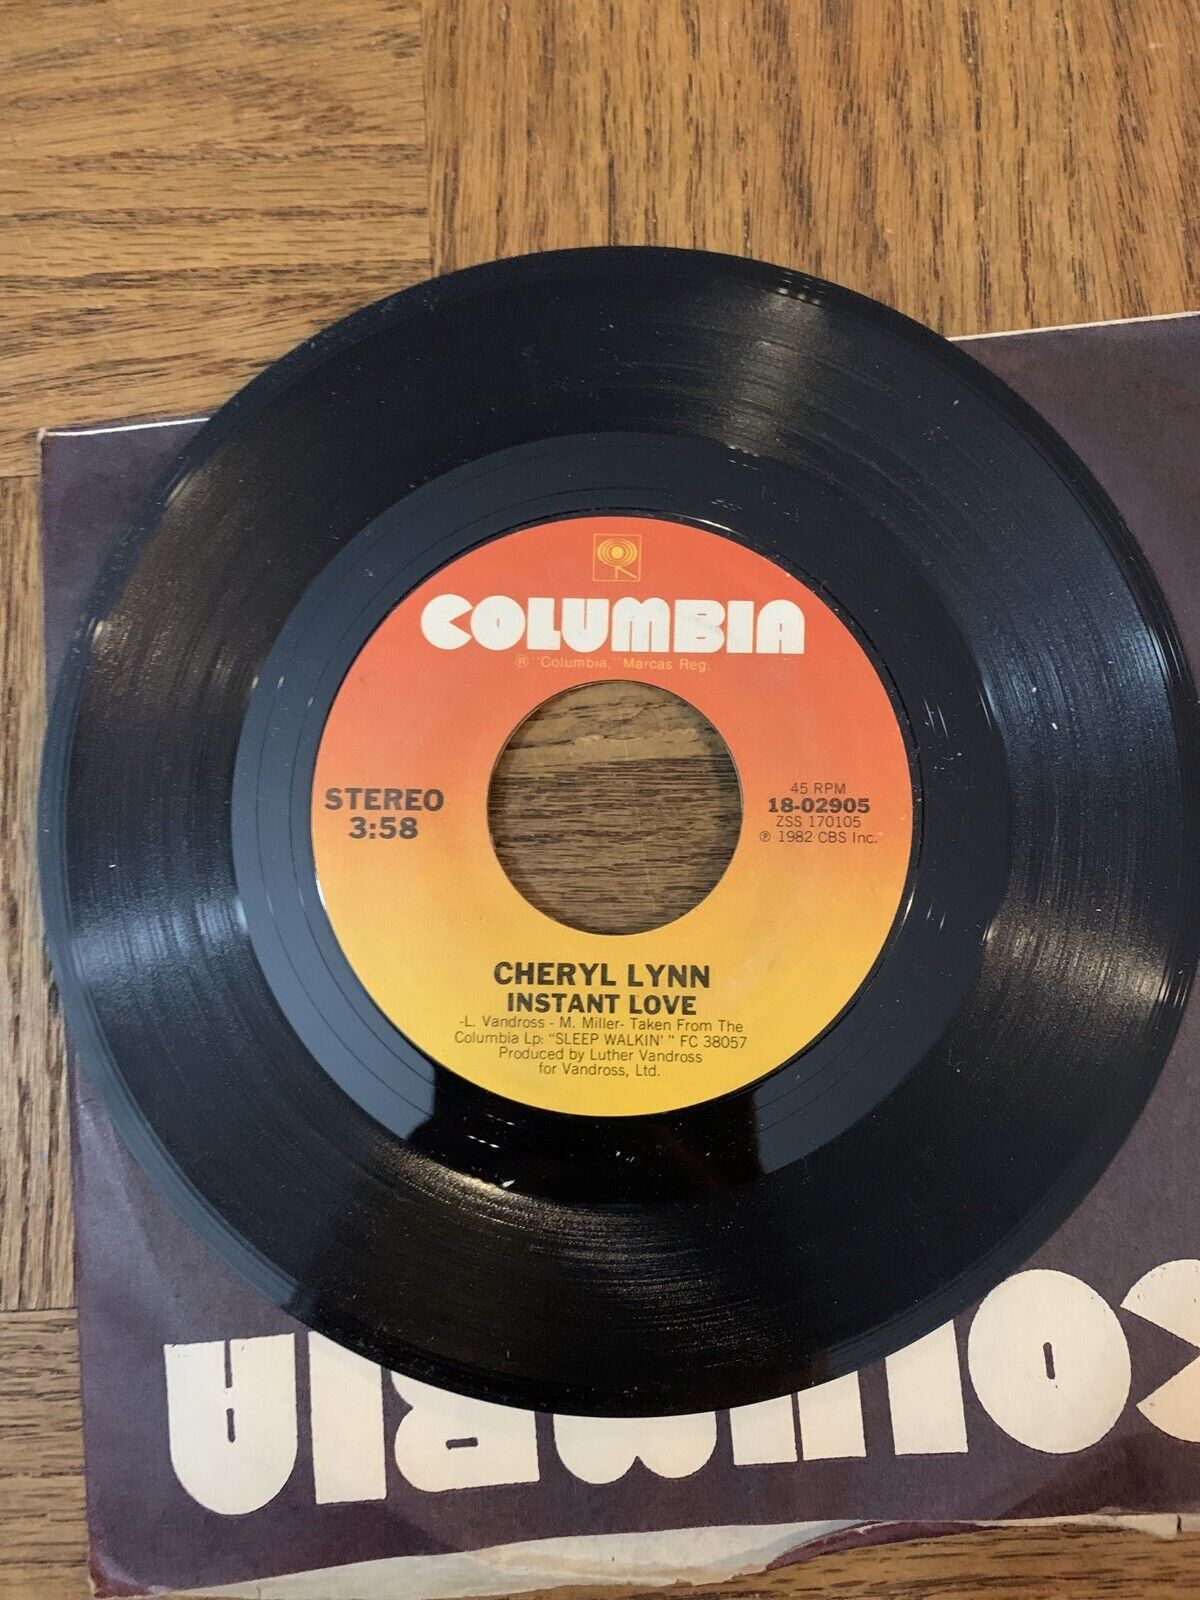 COLUMBIA
® "Columbia," Marcas Reg.
STEREO
3:58
45 RPM
18-02905
ZSS 170105
℗ 1982 CBS Inc.
CHERYL LYNN
INSTANT LOVE
-L. Vandross - M. Miller- Taken From The
Columbia Lp: "SLEEP WALKIN' " FC 38057
Produced by Luther Vandross
for Vandross, Ltd.
COLUMBIA